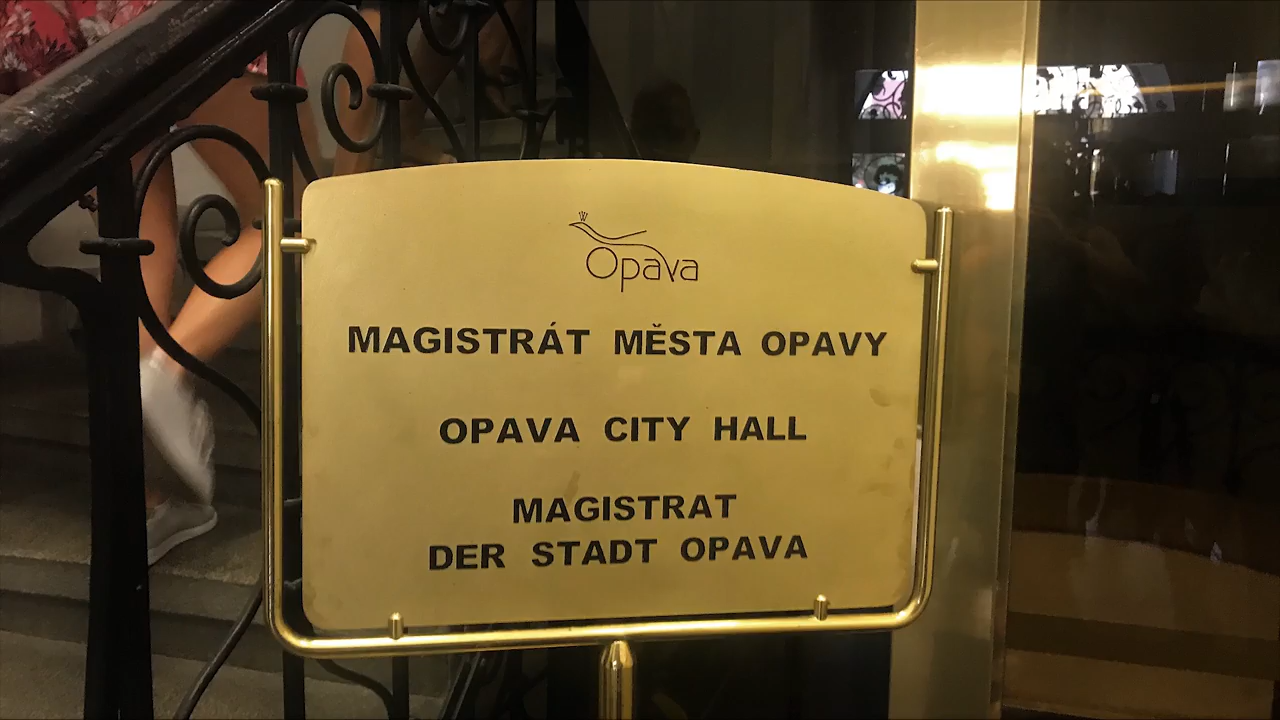 Opava
MAGISTRÁT MĚSTA OPAVY
OPAVA CITY HALL
MAGISTRAT
DER STADT OPAVA